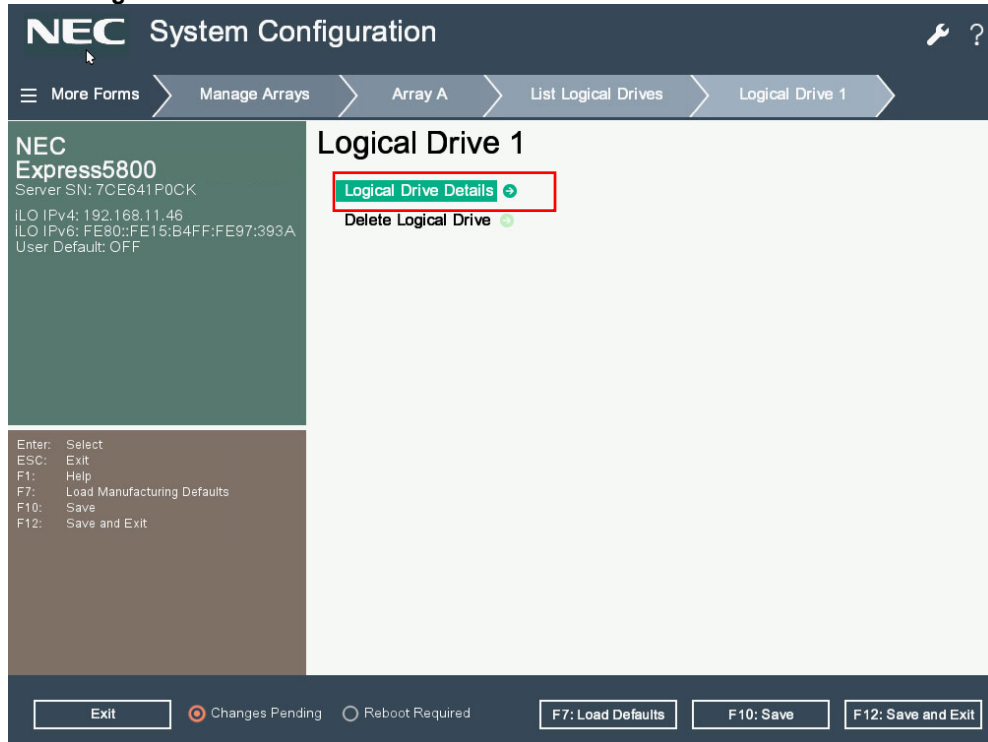 NEC System Configuration
?
More Forms
Manage Arrays
Array A
List Logical Drives
Logical Drive 1
NEC
Express5800
Server SN: 7CE641P0CK
iLO IPv4: 192.168.11.46
iLO IPv6: FE80::FE15:B4FF:FE97:393A
User Default: OFF
Logical Drive 1
Logical Drive Details
Delete Logical Drive
Enter: Select
ESC: Exit
F1: Help
F7: Load Manufacturing Defaults
F10: Save
F12: Save and Exit
Exit
Changes Pending
Reboot Required
F7: Load Defaults
F10: Save
F12: Save and Exit